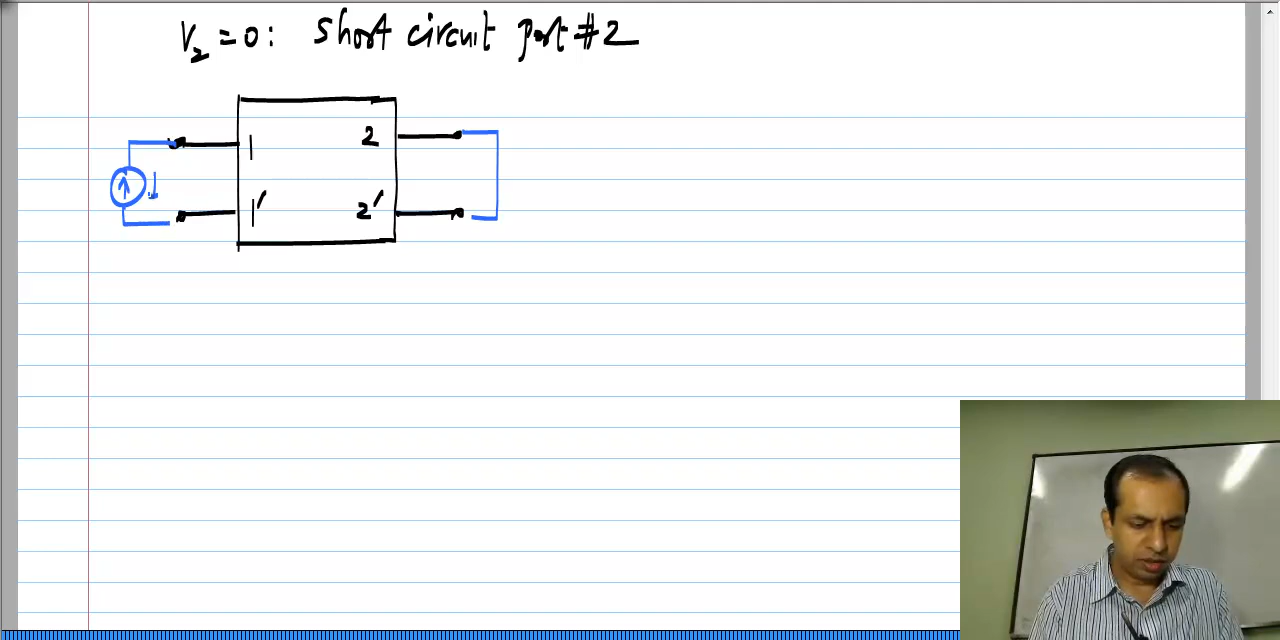 V₂ = 0 : Short circuit port #2
1 2
1′ 2′